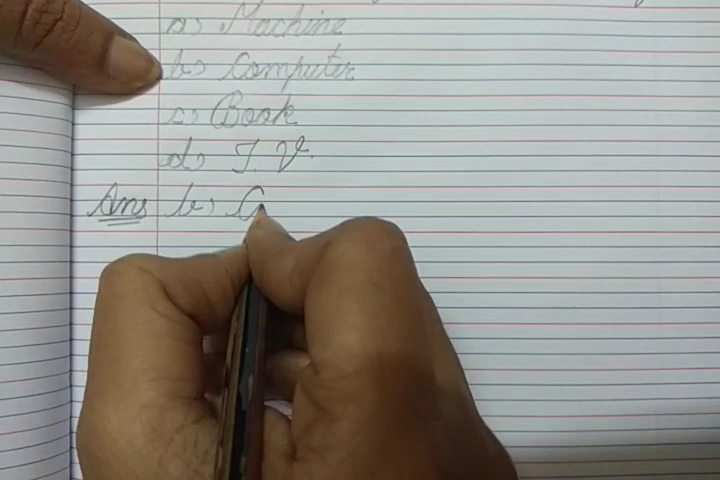 a> Machine
b> Computer
c> Book
d> T.V.
Ans b> C